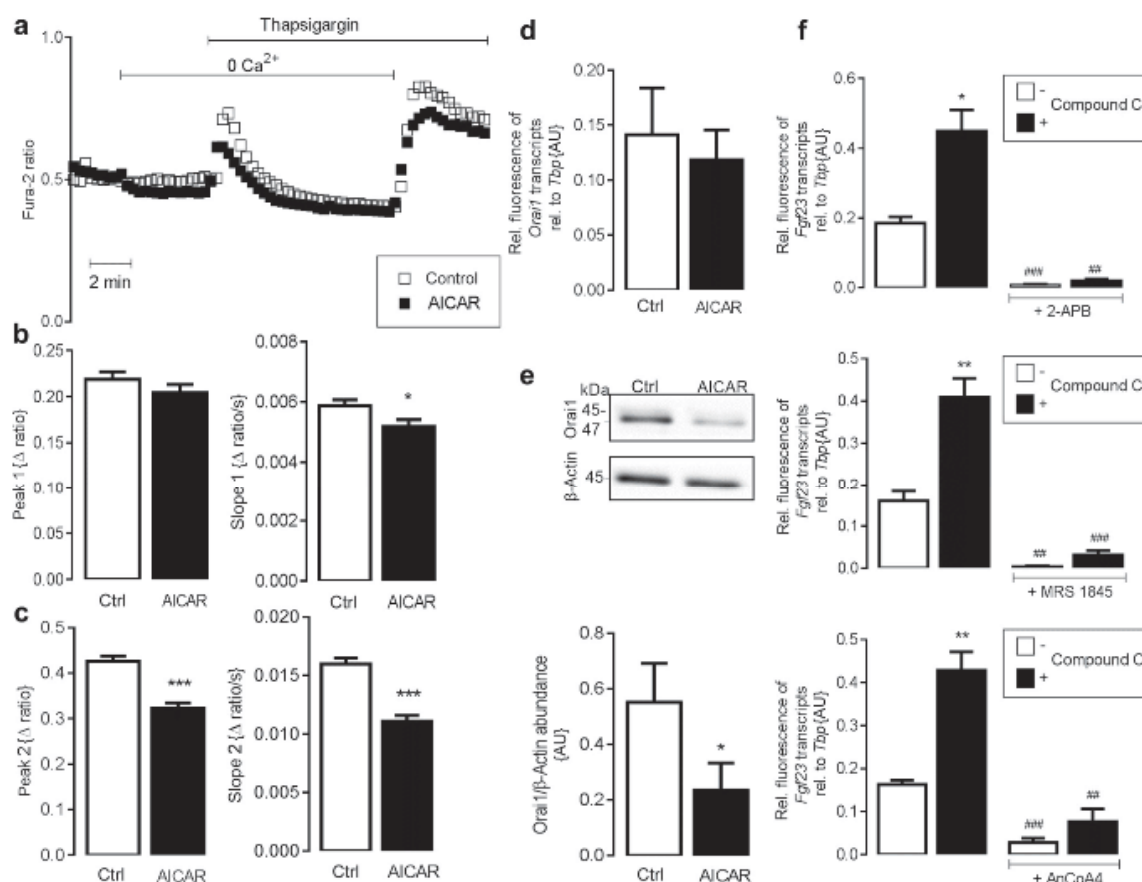 a
Thapsigargin
0 Ca2+
1.0
0.5
0.0
Fura-2 ratio
2 min
Control
AICAR
b
0.25
0.20
0.15
0.10
0.05
0.00
Peak 1 {Δ ratio}
Ctrl AICAR
0.008
0.006
0.004
0.002
0.000
Slope 1 {Δ ratio/s}
*
Ctrl AICAR
c
0.5
0.4
0.3
0.2
0.1
0.0
Peak 2 {Δ ratio}
***
Ctrl AICAR
0.020
0.015
0.010
0.005
0.000
Slope 2 {Δ ratio/s}
***
Ctrl AICAR
d
0.20
0.15
0.10
0.05
0.00
Rel. fluorescence of
Orai1 transcripts
rel. to Tbp{AU}
Ctrl AICAR
e
kDa Ctrl AICAR
Orai1
45-
47
β-Actin
45
0.8
0.6
0.4
0.2
0.0
Orai1/β-Actin abundance
{AU}
*
Ctrl AICAR
f
0.6
0.4
0.2
0.0
Rel. fluorescence of
Fgf23 transcripts
rel. to Tbp{AU}
*
-
Compound C
+
### ##
+ 2-APB
0.5
0.4
0.3
0.2
0.1
0.0
Rel. fluorescence of
Fgf23 transcripts
rel. to Tbp{AU}
**
-
Compound C
+
## ###
+ MRS 1845
0.5
0.4
0.3
0.2
0.1
0.0
Rel. fluorescence of
Fgf23 transcripts
rel. to Tbp{AU}
**
-
Compound C
+
### ##
+ AnCoA4